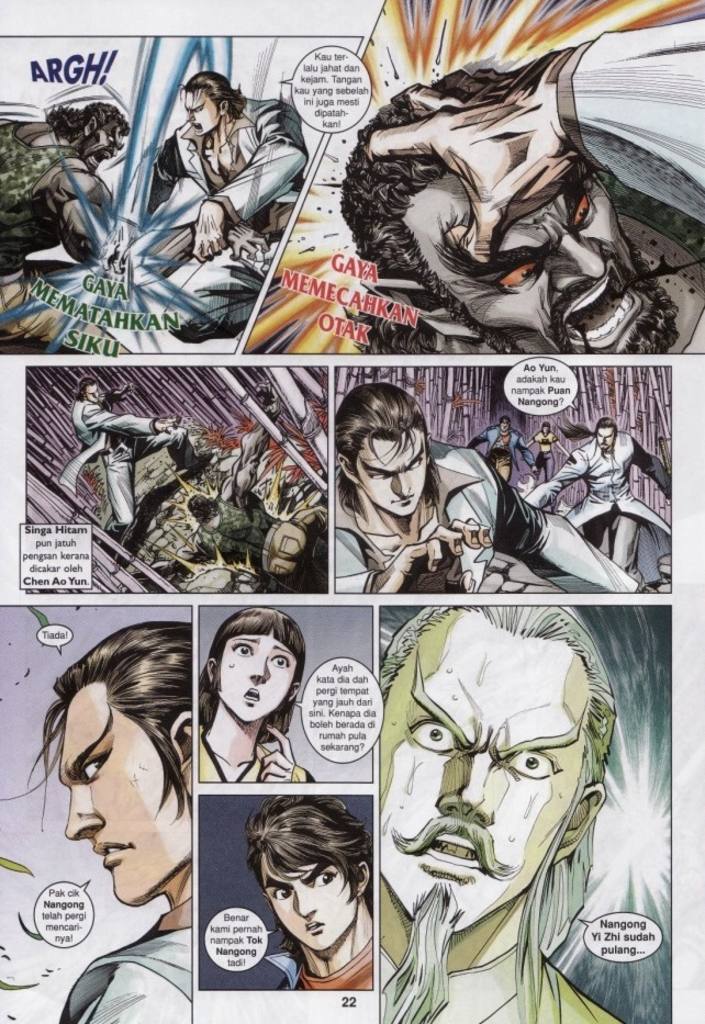 ARGH!
Kau ter-
lalu jahat dan
kejam. Tangan
kau yang sebelah
ini juga mesti
dipatah-
kan!
GAYA
MEMATAHKAN
SIKU
GAYA
MEMECAHKAN
OTAK
Singa Hitam
pun jatuh
pengsan kerana
dicakar oleh
Chen Ao Yun.
Ao Yun,
adakah kau
nampak Puan
Nangong?
Tiada!
Pak cik
Nangong
telah pergi
mencari-
nya!
Ayah
kata dia dah
pergi tempat
yang jauh dari
sini. Kenapa dia
boleh berada di
rumah pula
sekarang?
Benar
kami pernah
nampak Tok
Nangong
tadi!
Nangong
Yi Zhi sudah
pulang...
22